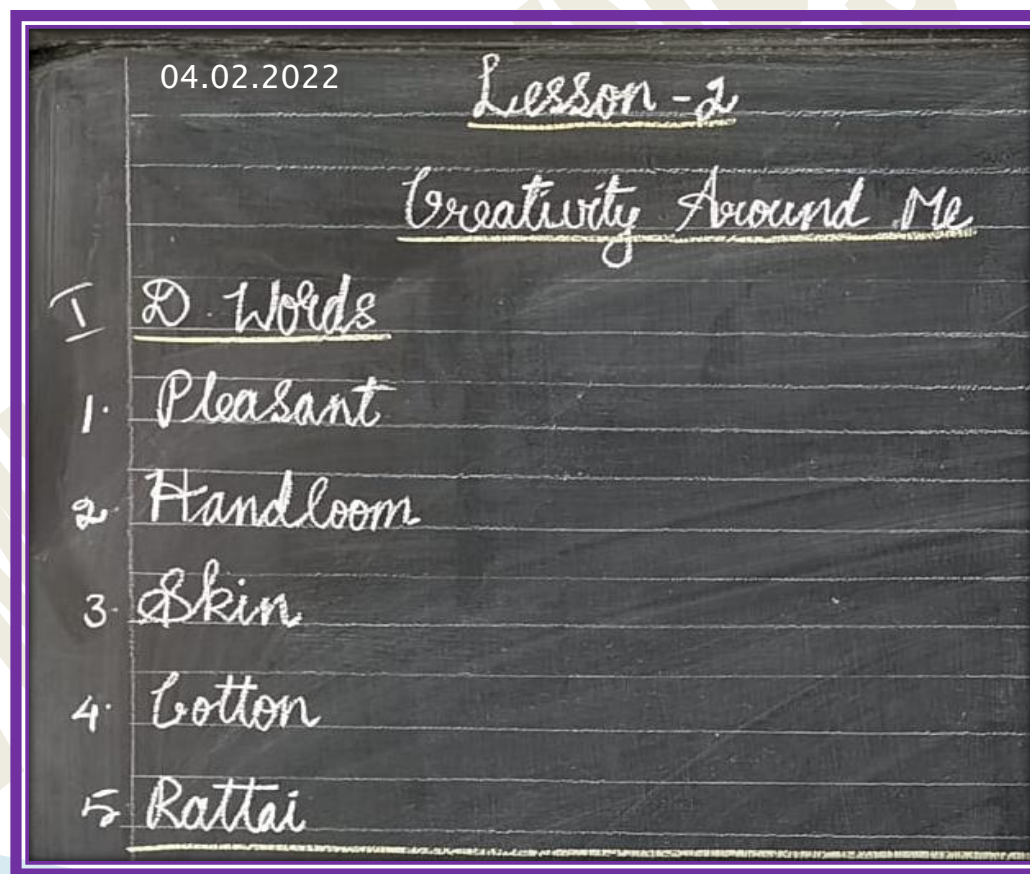 04.02.2022
Lesson - 2
Creativity Around Me
I D. Words
1. Pleasant
2. Handloom
3. Skin
4. Cotton
5. Rattai